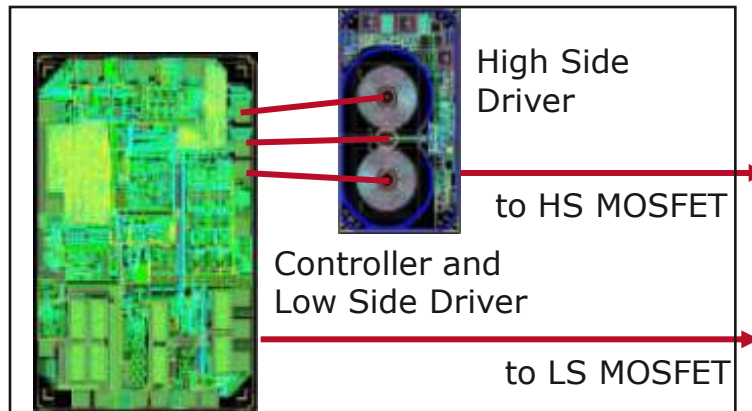 High Side
Driver
to HS MOSFET
Controller and
Low Side Driver
to LS MOSFET